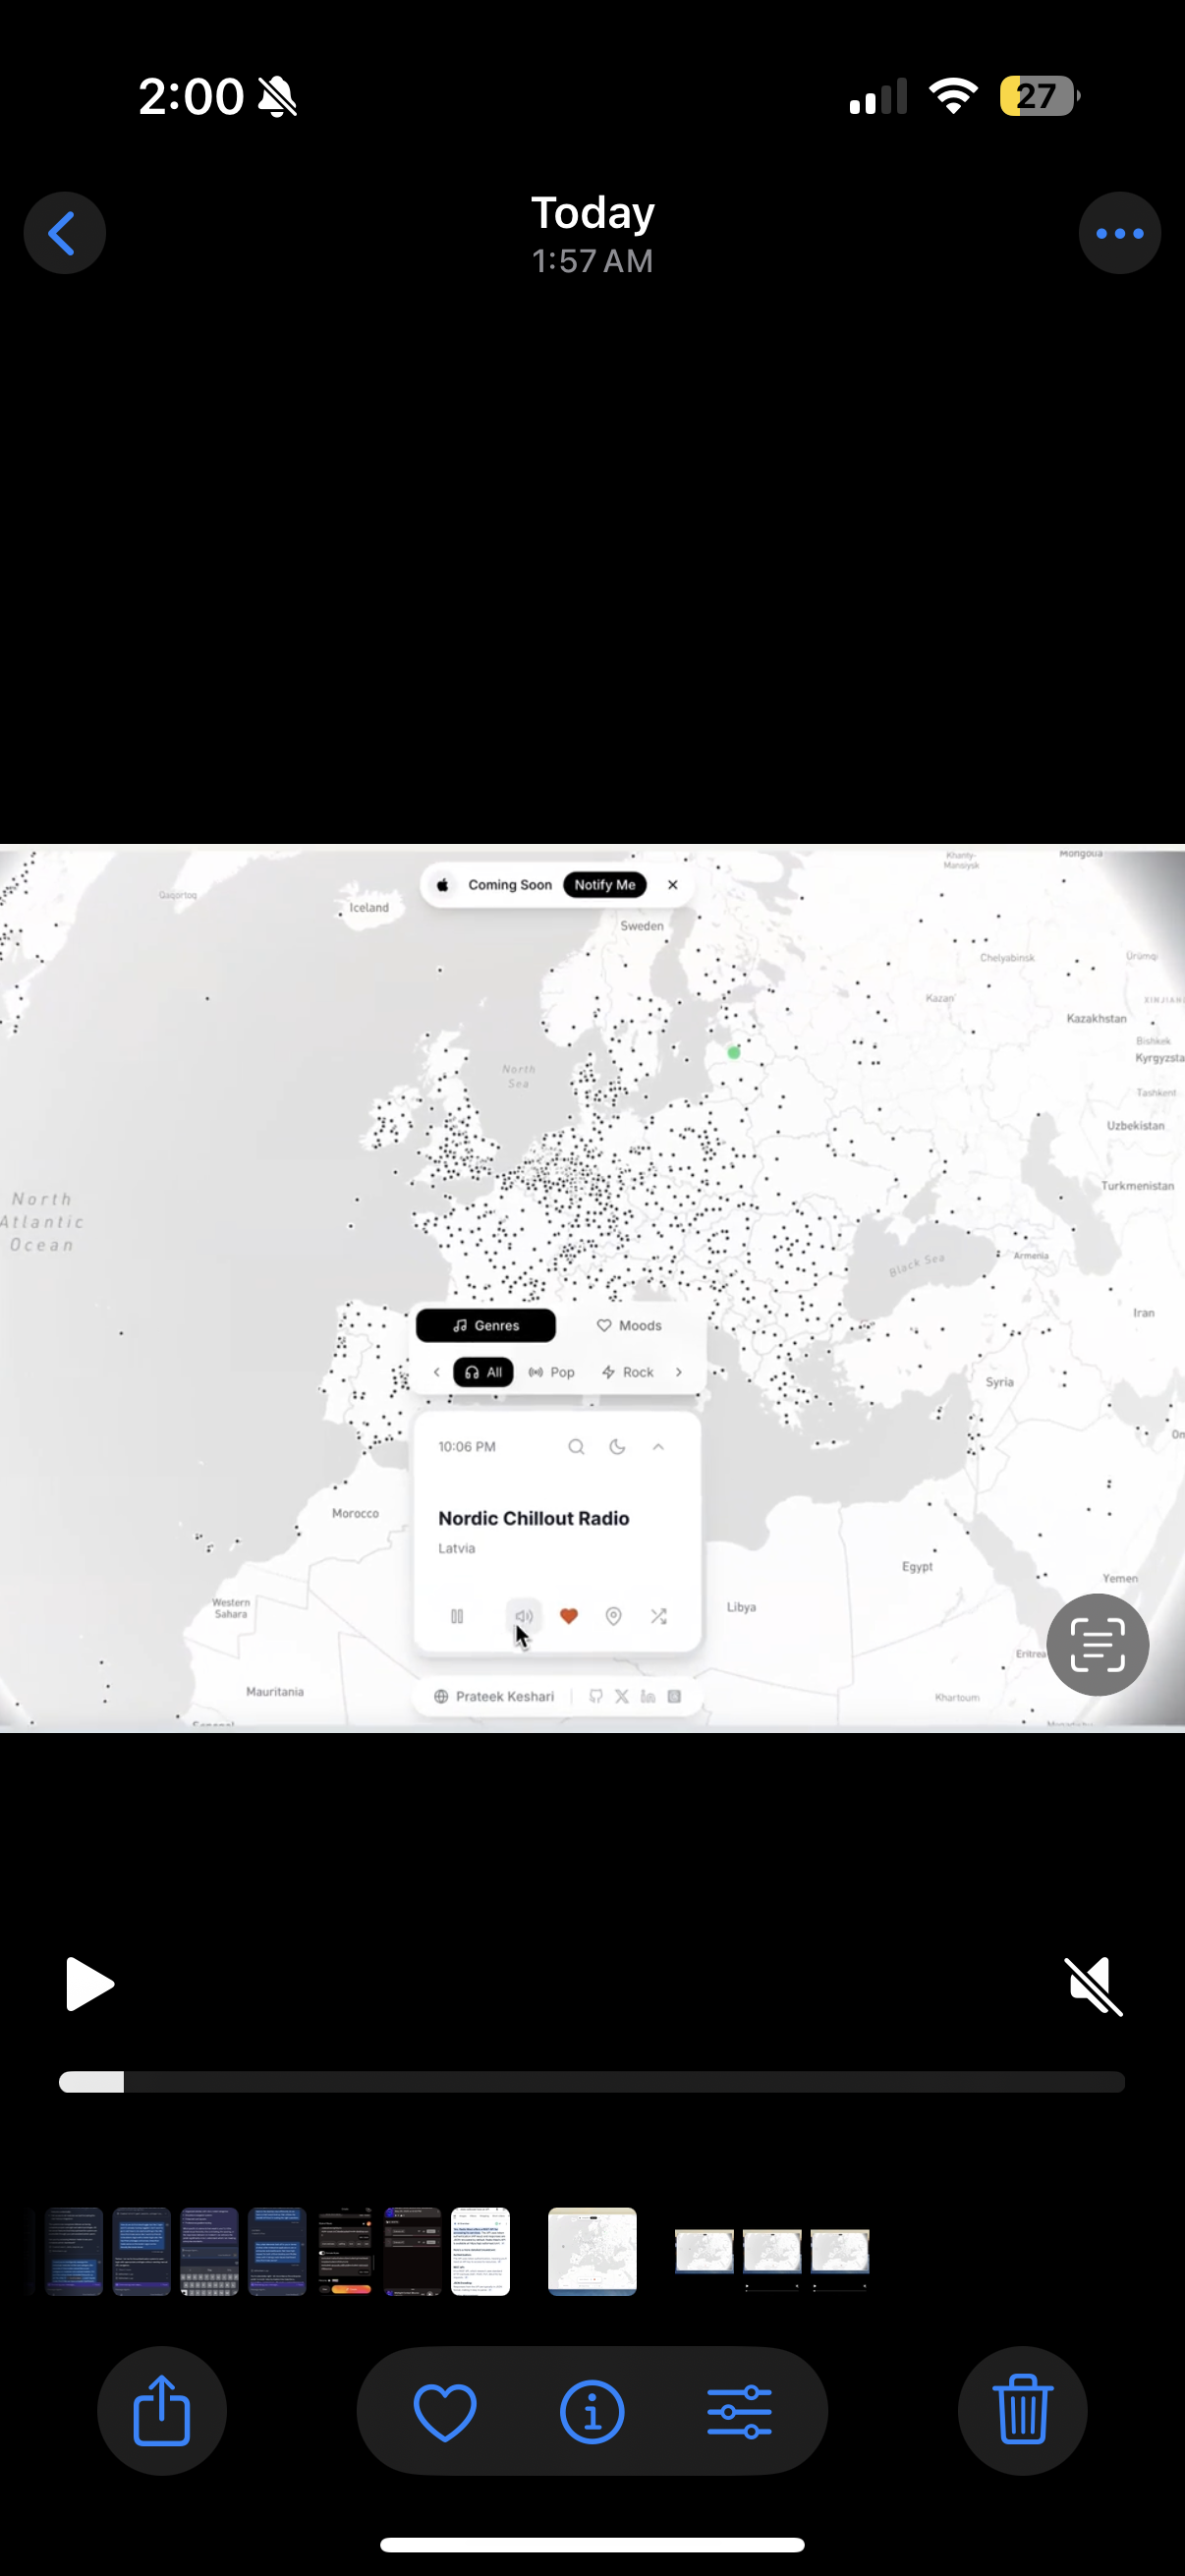 2:00
27
Today
1:57 AM
Khanty-
Mansiysk
Mongolia
Coming Soon
Notify Me
Qaqortoq
Iceland
Sweden
Chelyabinsk
Ürümqi
Kazan'
XINJIAN
Kazakhstan
Bishkek
Kyrgyzsta
North
Sea
Tashkent
Uzbekistan
Turkmenistan
North
Atlantic
Ocean
Black Sea
Armenia
Iran
Genres
Moods
All
Pop
Rock
Syria
10:06 PM
Om
Morocco
Nordic Chillout Radio
Latvia
Egypt
Yemen
Western
Sahara
Libya
Eritrea
Mauritania
Prateek Keshari
Khartoum
Senegal
Mogadishu